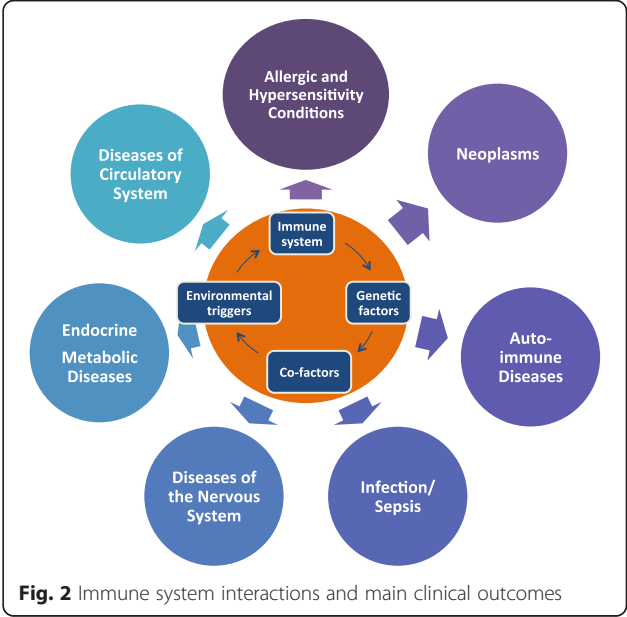 Allergic and
Hypersensitivity
Conditions
Neoplasms
Auto-
immune
Diseases
Infection/
Sepsis
Diseases of
the Nervous
System
Endocrine
Metabolic
Diseases
Diseases of
Circulatory
System
Immune
system
Genetic
factors
Co-factors
Environmental
triggers
Fig. 2 Immune system interactions and main clinical outcomes